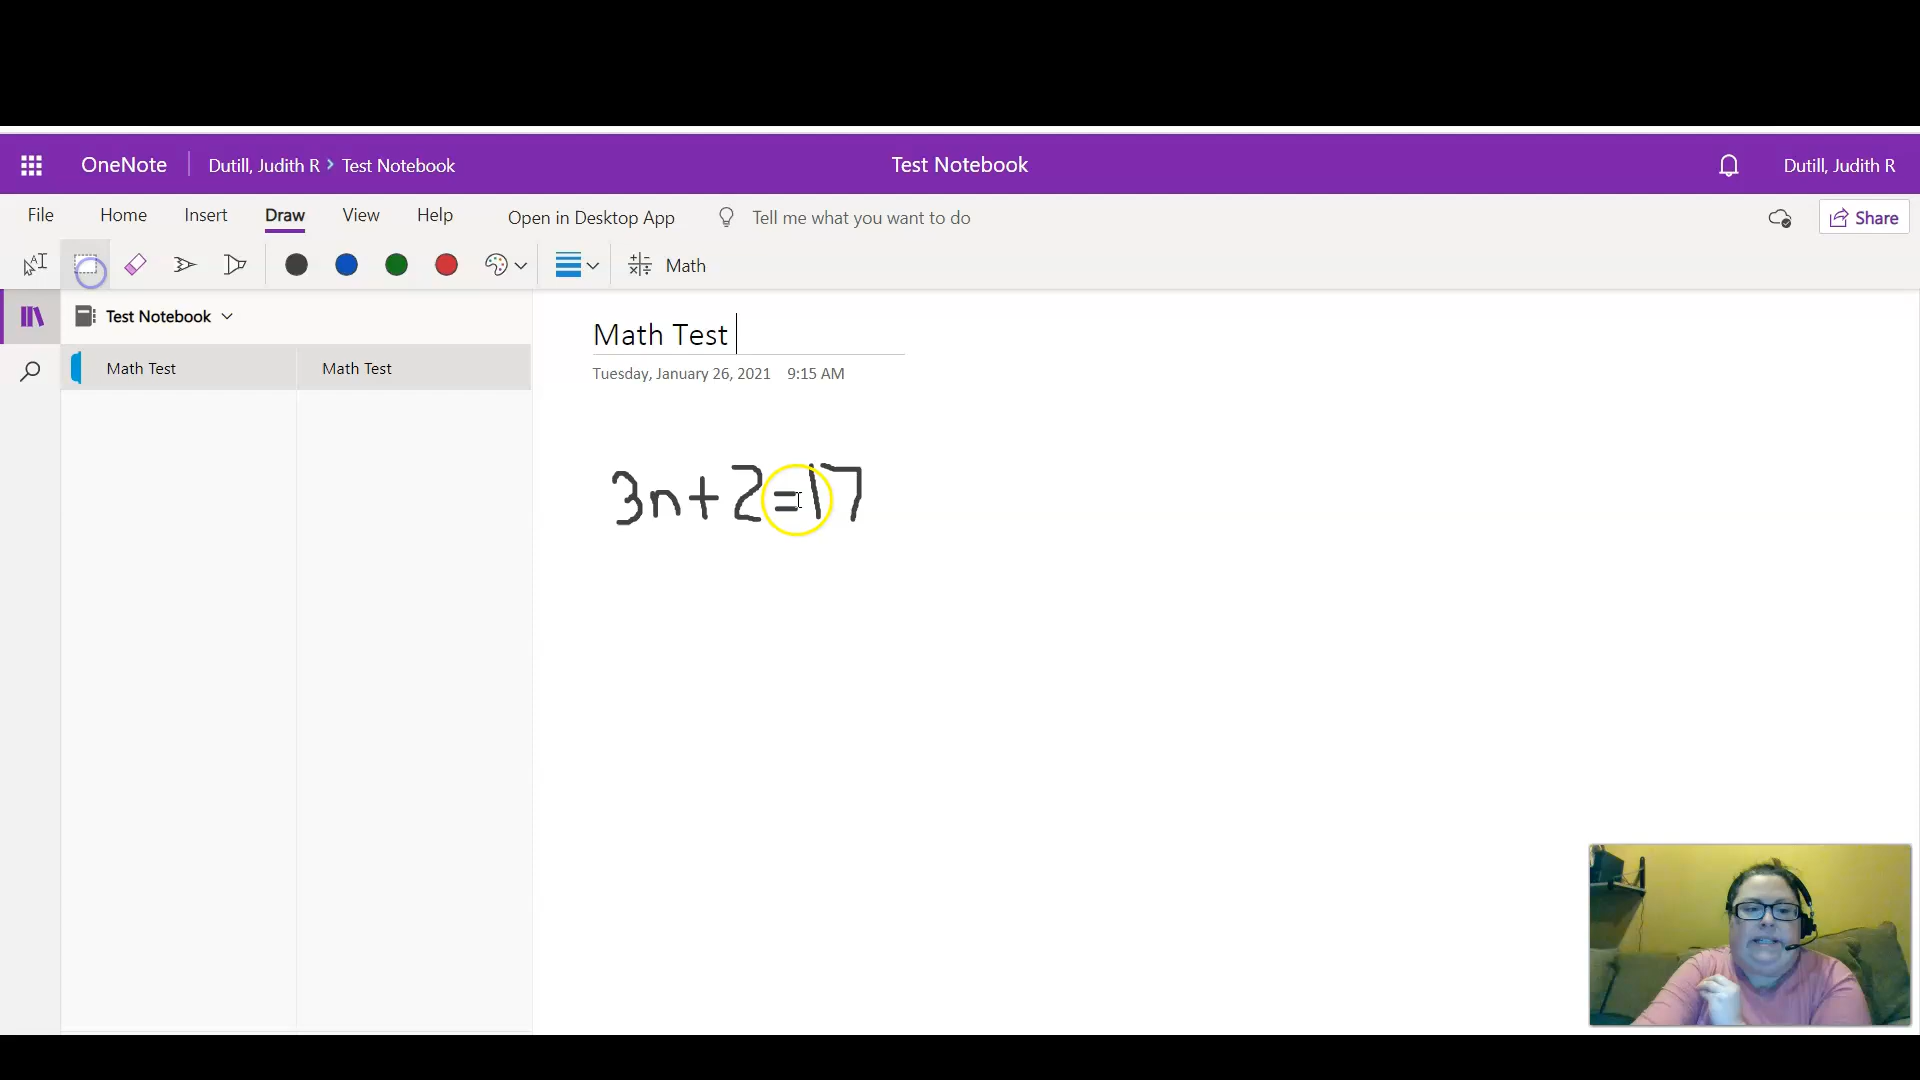 OneNote Dutill, Judith R > Test Notebook Test Notebook Dutill, Judith R
File Home Insert Draw View Help Open in Desktop App Tell me what you want to do Share
Math
Test Notebook
Math Test Math Test
Math Test
Tuesday, January 26, 2021 9:15 AM
3n+2=17